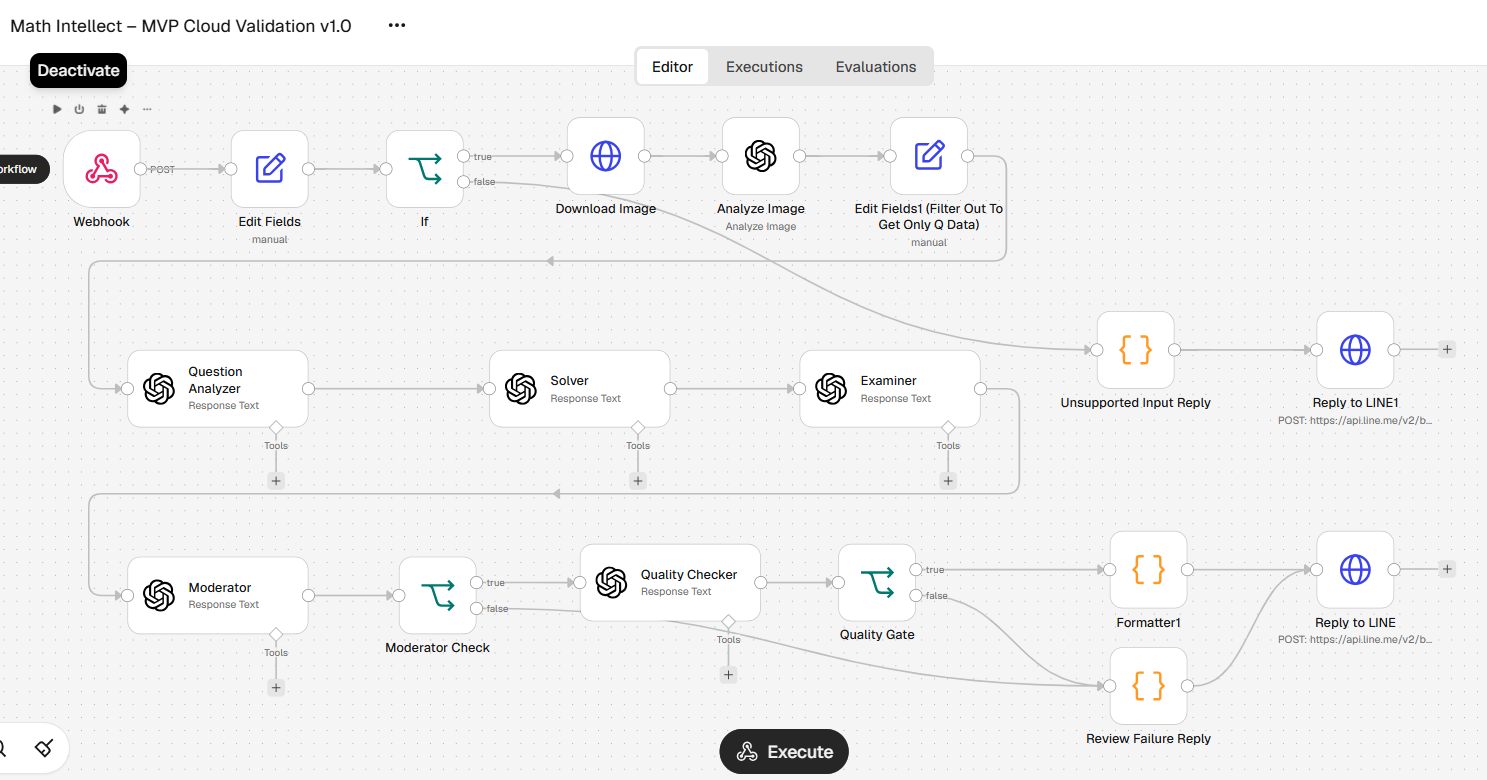 Math Intellect – MVP Cloud Validation v1.0
Deactivate
Editor
Executions
Evaluations
orkflow
POST
true
false
Webhook
Edit Fields
manual
If
Download Image
Analyze Image
Analyze Image
Edit Fields1 (Filter Out To
Get Only Q Data)
manual
Question
Analyzer
Response Text
Tools
Solver
Response Text
Tools
Examiner
Response Text
Tools
Unsupported Input Reply
Reply to LINE1
POST: https://api.line.me/v2/b...
Moderator
Response Text
Tools
true
false
Moderator Check
Quality Checker
Response Text
Tools
true
false
Quality Gate
Formatter1
Reply to LINE
POST: https://api.line.me/v2/b...
Review Failure Reply
Execute